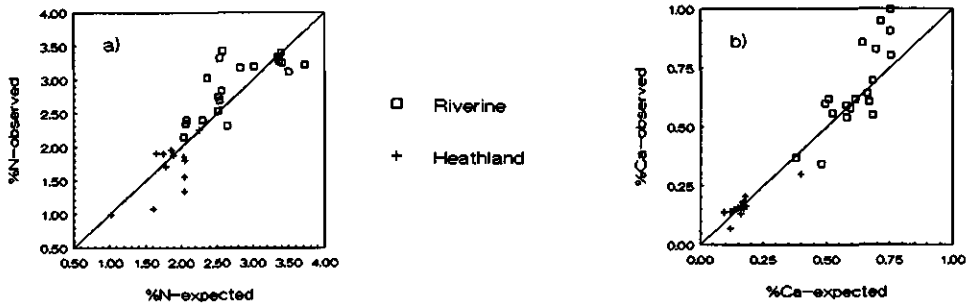 4.00
3.50
3.00
2.50
2.00
1.50
1.00
0.50
%N-observed
a)
0.50 1.00 1.50 2.00 2.50 3.00 3.50 4.00
%N-expected
Riverine
Heathland
1.00
0.75
0.50
0.25
0.00
%Ca-observed
b)
0.00 0.25 0.50 0.75 1.00
%Ca-expected